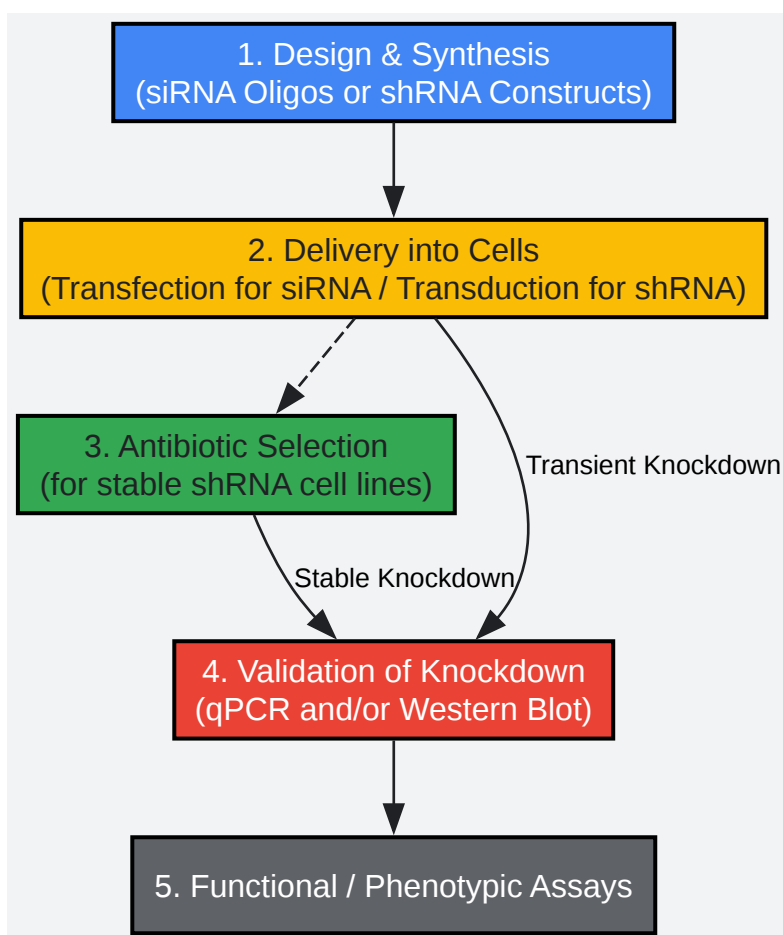 1. Design & Synthesis
(siRNA Oligos or shRNA Constructs)
2. Delivery into Cells
(Transfection for siRNA / Transduction for shRNA)
3. Antibiotic Selection
(for stable shRNA cell lines)
Transient Knockdown
Stable Knockdown
4. Validation of Knockdown
(qPCR and/or Western Blot)
5. Functional / Phenotypic Assays